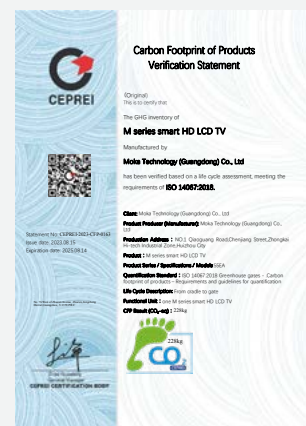 CEPREI
Carbon Footprint of Products
Verification Statement
(Original)
This is to certify that
The GHG inventory of
M series smart HD LCD TV
Manufactured by
Moka Technology (Guangdong) Co., Ltd
has been verified based on a life cycle assessment, meeting the
requirements of ISO 14067:2018.
Statement No.: CEPREI-2023-CFP-0163
Issue date: 2023.08.15
Expiration date: 2025.08.14
Client: Moka Technology (Guangdong) Co., Ltd
Product Producer (Manufacturer): Moka Technology (Guangdong) Co.,
Ltd
Production Address : NO.1 Qiaoguang Road,Chenjiang Street,Zhongkai
Hi-tech Industrial Zone,Huizhou City
Product : M series smart HD LCD TV
Product Series / Specifications / Models:
Quantification Standard : ISO 14067:2018 Greenhouse gases - Carbon
footprint of products - Requirements and guidelines for quantification
Life Cycle Description: From cradle to gate
Functional Unit : one M series smart HD LCD TV
CFP Result (CO₂-eq) : 228kg
228kg
CO₂
General Manager
CEPREI CERTIFICATION BODY